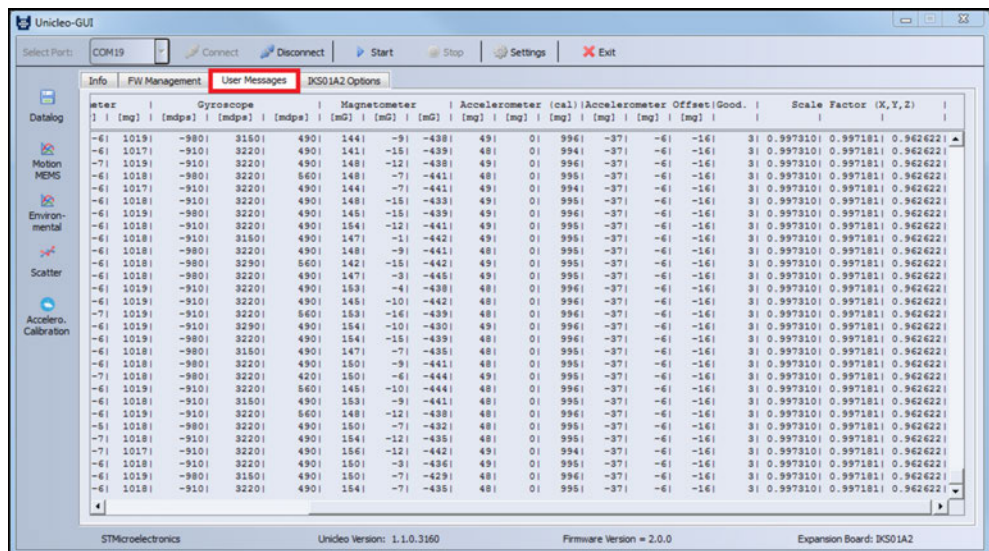 Unicleo-GUI
Select Port: COM19 Connect Disconnect Start Stop Settings Exit
Info FW Management User Messages IKS01A2 Options
Datalog
Motion
MEMS
Environ-
mental
Scatter
Accelero.
Calibration
eter | Gyroscope | Magnetometer | Accelerometer (cal)|Accelerometer Offset|Good. | Scale Factor (X,Y,Z) |
] | [mg] | [mdps] | [mdps] | [mdps] | [mG] | [mG] | [mG] | [mg] | [mg] | [mg] | [mg] | [mg] | [mg] | | | | |
-6| 1019| -980| 3150| 490| 144| -9| -438| 49| 0| 996| -37| -6| -16| 3| 0.997310| 0.997181| 0.962622|
-6| 1017| -910| 3220| 490| 141| -15| -439| 48| 0| 994| -37| -6| -16| 3| 0.997310| 0.997181| 0.962622|
-7| 1019| -910| 3220| 490| 148| -12| -438| 49| 0| 996| -37| -6| -16| 3| 0.997310| 0.997181| 0.962622|
-6| 1018| -980| 3220| 560| 148| -7| -441| 48| 0| 995| -37| -6| -16| 3| 0.997310| 0.997181| 0.962622|
-6| 1017| -910| 3220| 490| 144| -7| -441| 49| 0| 994| -37| -6| -16| 3| 0.997310| 0.997181| 0.962622|
-6| 1018| -910| 3220| 490| 148| -15| -433| 49| 0| 995| -37| -6| -16| 3| 0.997310| 0.997181| 0.962622|
-6| 1019| -980| 3220| 490| 145| -15| -439| 49| 0| 996| -37| -6| -16| 3| 0.997310| 0.997181| 0.962622|
-6| 1018| -910| 3220| 490| 154| -12| -441| 49| 0| 995| -37| -6| -16| 3| 0.997310| 0.997181| 0.962622|
-6| 1018| -910| 3150| 490| 147| -1| -442| 49| 0| 995| -37| -6| -16| 3| 0.997310| 0.997181| 0.962622|
-6| 1018| -980| 3220| 490| 148| -9| -441| 48| 0| 995| -37| -6| -16| 3| 0.997310| 0.997181| 0.962622|
-6| 1018| -980| 3290| 560| 142| -15| -442| 49| 0| 995| -37| -6| -16| 3| 0.997310| 0.997181| 0.962622|
-6| 1018| -980| 3220| 490| 147| -3| -445| 49| 0| 995| -37| -6| -16| 3| 0.997310| 0.997181| 0.962622|
-6| 1019| -910| 3220| 490| 153| -4| -438| 48| 0| 996| -37| -6| -16| 3| 0.997310| 0.997181| 0.962622|
-6| 1019| -910| 3220| 490| 145| -10| -442| 48| 0| 996| -37| -6| -16| 3| 0.997310| 0.997181| 0.962622|
-7| 1019| -910| 3220| 560| 153| -16| -439| 48| 0| 996| -37| -6| -16| 3| 0.997310| 0.997181| 0.962622|
-6| 1019| -910| 3290| 490| 154| -10| -430| 49| 0| 996| -37| -6| -16| 3| 0.997310| 0.997181| 0.962622|
-6| 1019| -980| 3220| 490| 154| -15| -439| 48| 0| 996| -37| -6| -16| 3| 0.997310| 0.997181| 0.962622|
-6| 1018| -980| 3150| 490| 147| -7| -435| 48| 0| 995| -37| -6| -16| 3| 0.997310| 0.997181| 0.962622|
-6| 1018| -910| 3220| 490| 150| -9| -441| 48| 0| 995| -37| -6| -16| 3| 0.997310| 0.997181| 0.962622|
-7| 1018| -980| 3220| 420| 150| -6| -444| 49| 0| 995| -37| -6| -16| 3| 0.997310| 0.997181| 0.962622|
-6| 1019| -910| 3220| 560| 145| -10| -444| 48| 0| 996| -37| -6| -16| 3| 0.997310| 0.997181| 0.962622|
-6| 1018| -910| 3150| 490| 153| -9| -441| 48| 0| 995| -37| -6| -16| 3| 0.997310| 0.997181| 0.962622|
-6| 1019| -910| 3220| 560| 148| -12| -438| 48| 0| 996| -37| -6| -16| 3| 0.997310| 0.997181| 0.962622|
-5| 1018| -980| 3220| 490| 150| -7| -432| 48| 0| 995| -37| -6| -16| 3| 0.997310| 0.997181| 0.962622|
-7| 1018| -910| 3220| 490| 154| -12| -435| 48| 0| 995| -37| -6| -16| 3| 0.997310| 0.997181| 0.962622|
-7| 1017| -910| 3220| 490| 156| -12| -442| 49| 0| 994| -37| -6| -16| 3| 0.997310| 0.997181| 0.962622|
-6| 1018| -910| 3220| 490| 150| -3| -436| 49| 0| 995| -37| -6| -16| 3| 0.997310| 0.997181| 0.962622|
-6| 1019| -980| 3150| 490| 150| -7| -429| 48| 0| 996| -37| -6| -16| 3| 0.997310| 0.997181| 0.962622|
-6| 1018| -910| 3220| 490| 154| -7| -435| 48| 0| 995| -37| -6| -16| 3| 0.997310| 0.997181| 0.962622|
STMicroelectronics Unicleo Version: 1.1.0.3160 Firmware Version = 2.0.0 Expansion Board: IKS01A2